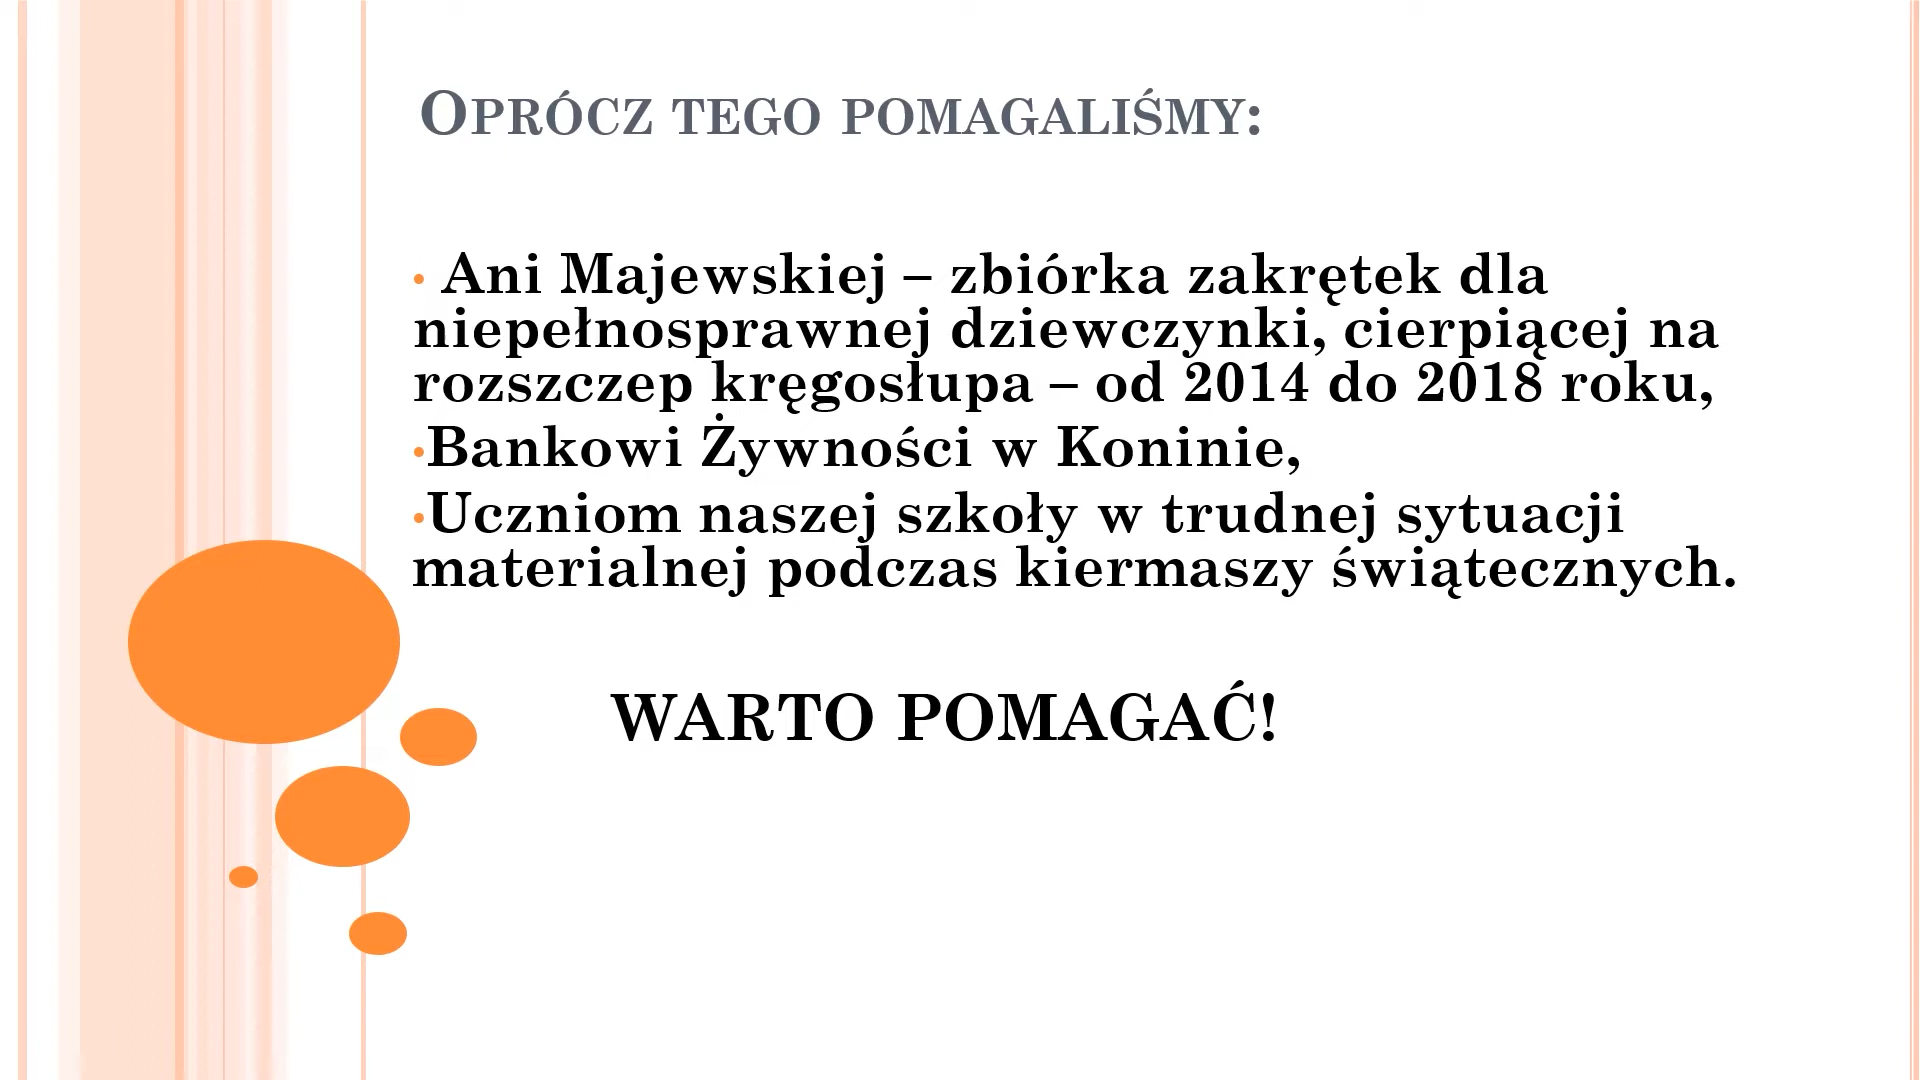 Oprócz tego pomagaliśmy:
• Ani Majewskiej – zbiórka zakrętek dla
niepełnosprawnej dziewczynki, cierpiącej na
rozszczep kręgosłupa – od 2014 do 2018 roku,
•Bankowi Żywności w Koninie,
•Uczniom naszej szkoły w trudnej sytuacji
materialnej podczas kiermaszy świątecznych.
WARTO POMAGAĆ!